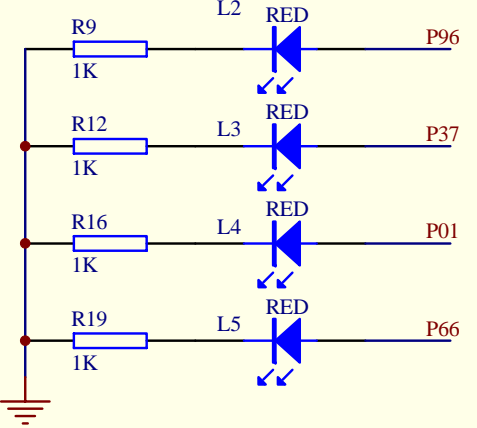 L2 RED
R9 P96
1K
R12 L3 RED P37
1K
RED
R16 L4 P01
1K
RED
R19 L5 P66
1K